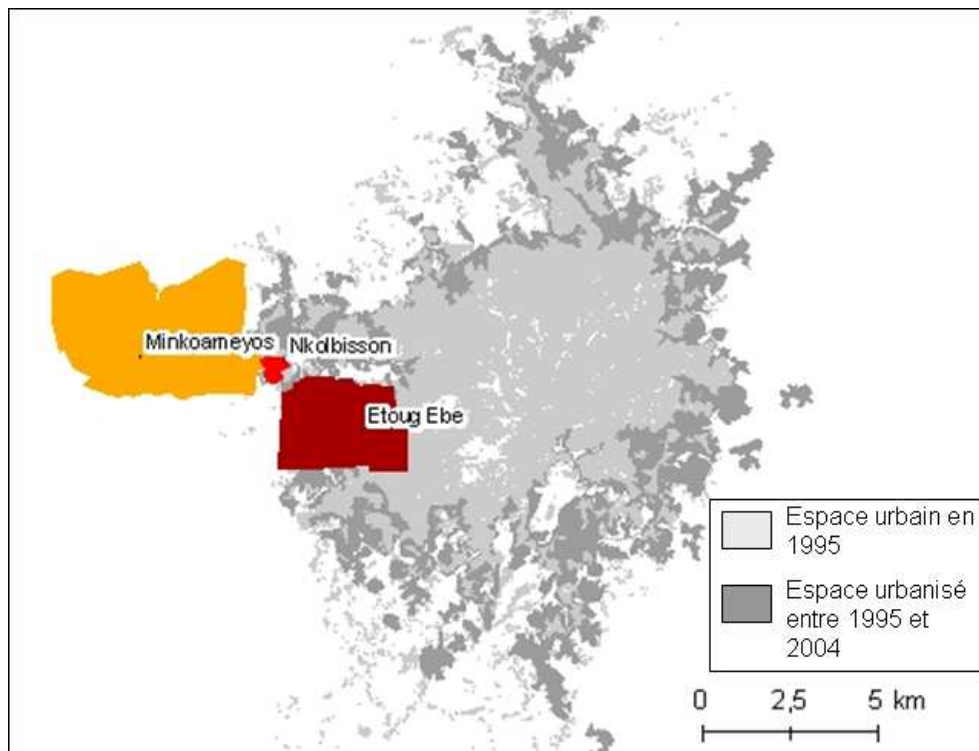 Minkoameyos
Nkolbisson
Etoug Ebe
Espace urbain en
1995
Espace urbanisé
entre 1995 et
2004
0 2,5 5 km